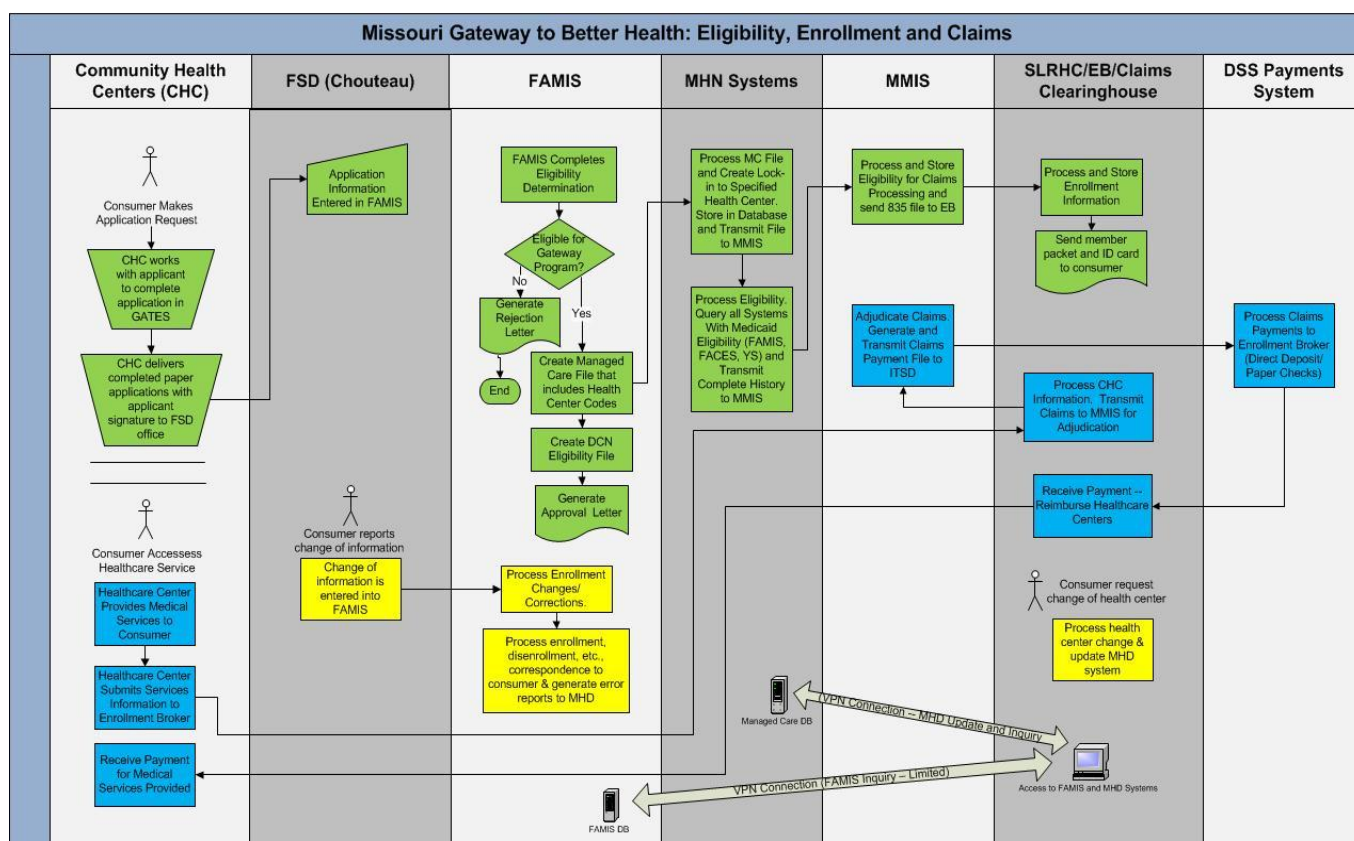 Missouri Gateway to Better Health: Eligibility, Enrollment and Claims
Community Health
Centers (CHC)
FSD (Chouteau)
FAMIS
MHN Systems
MMIS
SLRHC/EB/Claims
Clearinghouse
DSS Payments
System
Consumer Makes
Application Request
CHC works
with applicant
to complete
application in
GATES
CHC delivers
completed paper
applications with
applicant
signature to FSD
office
Consumer Accessess
Healthcare Service
Healthcare Center
Provides Medical
Services to
Consumer
Healthcare Center
Submits Services
Information to
Enrollment Broker
Receive Payment
for Medical
Services Provided
Application
Information
Entered in FAMIS
Consumer reports
change of information
Change of
information is
entered into
FAMIS
FAMIS Completes
Eligibility
Determination
Eligible for
Gateway
Program?
No
Yes
Generate
Rejection
Letter
End
Create Managed
Care File that
includes Health
Center Codes
Create DCN
Eligibility File
Generate
Approval Letter
Process Enrollment
Changes/
Corrections.
Process enrollment,
disenrollment, etc.,
correspondence to
consumer & generate error
reports to MHD
FAMIS DB
Process MC File
and Create Lock-
in to Specified
Health Center.
Store in Database
and Transmit File
to MMIS
Process Eligibility.
Query all Systems
With Medicaid
Eligibility (FAMIS,
FACES, YS) and
Transmit
Complete History
to MMIS
Managed Care DB
Process and Store
Eligibility for Claims
Processing and
send 835 file to EB
Adjudicate Claims.
Generate and
Transmit Claims
Payment File to
ITSD
Process and Store
Enrollment
Information
Send member
packet and ID card
to consumer
Process CHC
Information. Transmit
Claims to MMIS for
Adjudication
Receive Payment --
Reimburse Healthcare
Centers
Consumer request
change of health center
Process health
center change &
update MHD
system
(VPN Connection -- MHD Update and Inquiry
VPN Connection (FAMIS Inquiry – Limited)
Access to FAMIS and MHD Systems
Process Claims
Payments to
Enrollment Broker
(Direct Deposit/
Paper Checks)